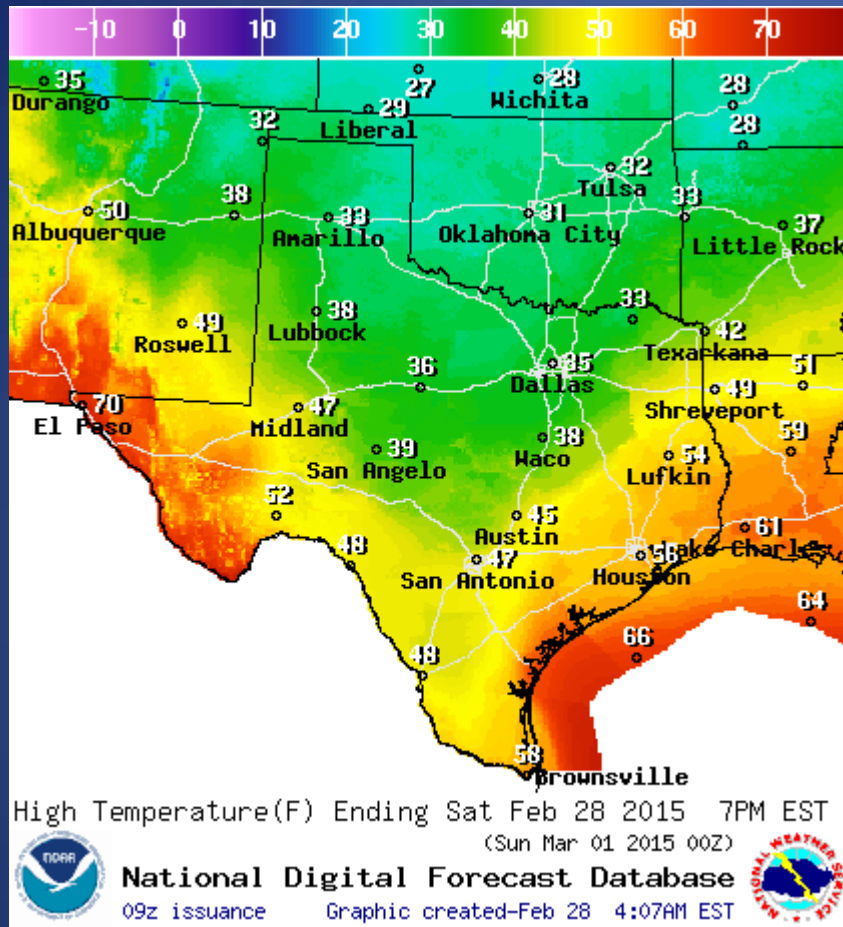 -10 0 10 20 30 40 50 60 70
35 Durango
27
28 Wichita
28
29 Liberal
32
28
32 Tulsa
50 Albuquerque
38
33 Amarillo
31 Oklahoma City
33
37 Little Rock
49 Roswell
38 Lubbock
33
42 Texarkana
36
35 Dallas
51
49 Shreveport
70 El Paso
47 Midland
39 San Angelo
38 Waco
54 Lufkin
59
52
45 Austin
61 Lake Charles
48
47 San Antonio
56 Houston
64
66
48
58 Brownsville
High Temperature(F) Ending Sat Feb 28 2015 7PM EST
(Sun Mar 01 2015 00Z)
NOAA
National Digital Forecast Database
09z issuance Graphic created-Feb 28 4:07AM EST
NATIONAL WEATHER SERVICE